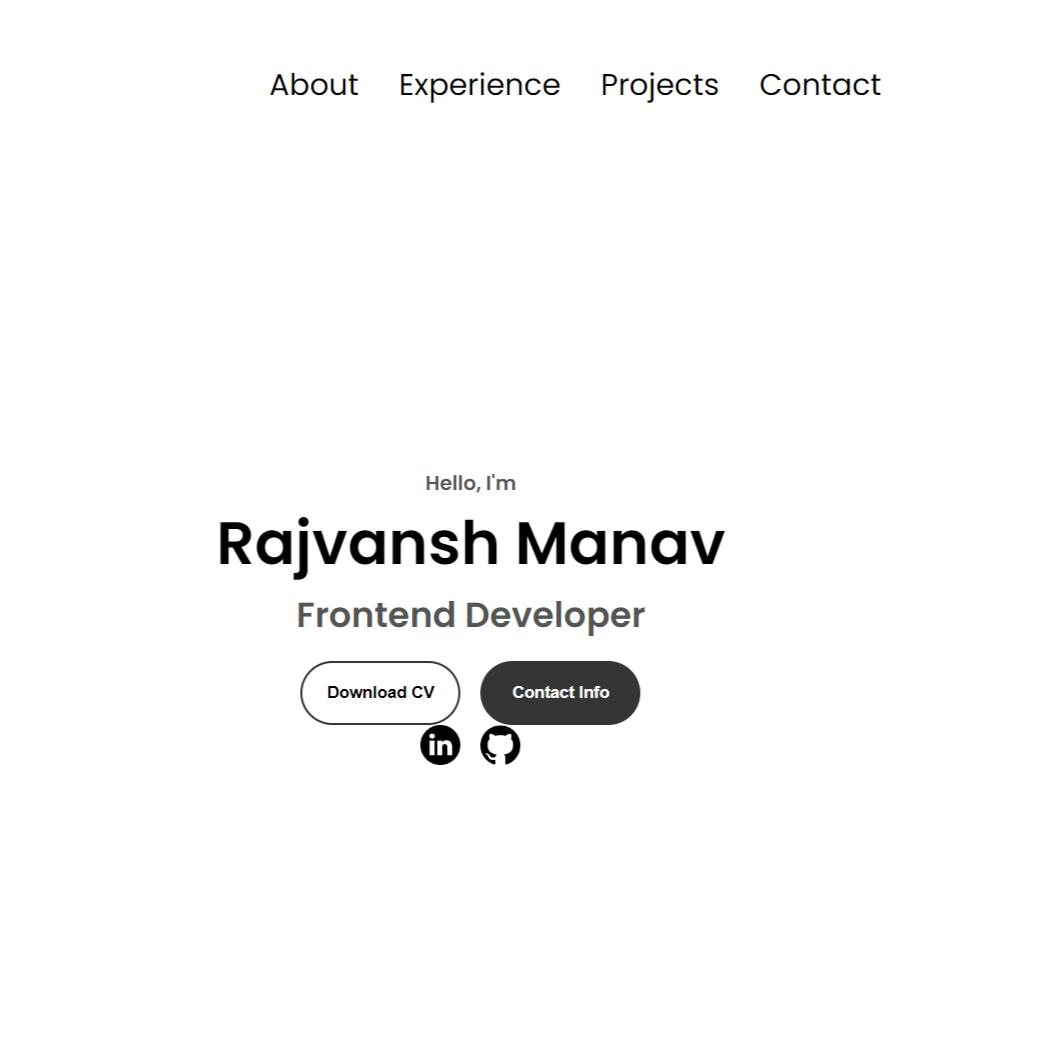 About Experience Projects Contact
Hello, I'm
Rajvansh Manav
Frontend Developer
Download CV Contact Info
in